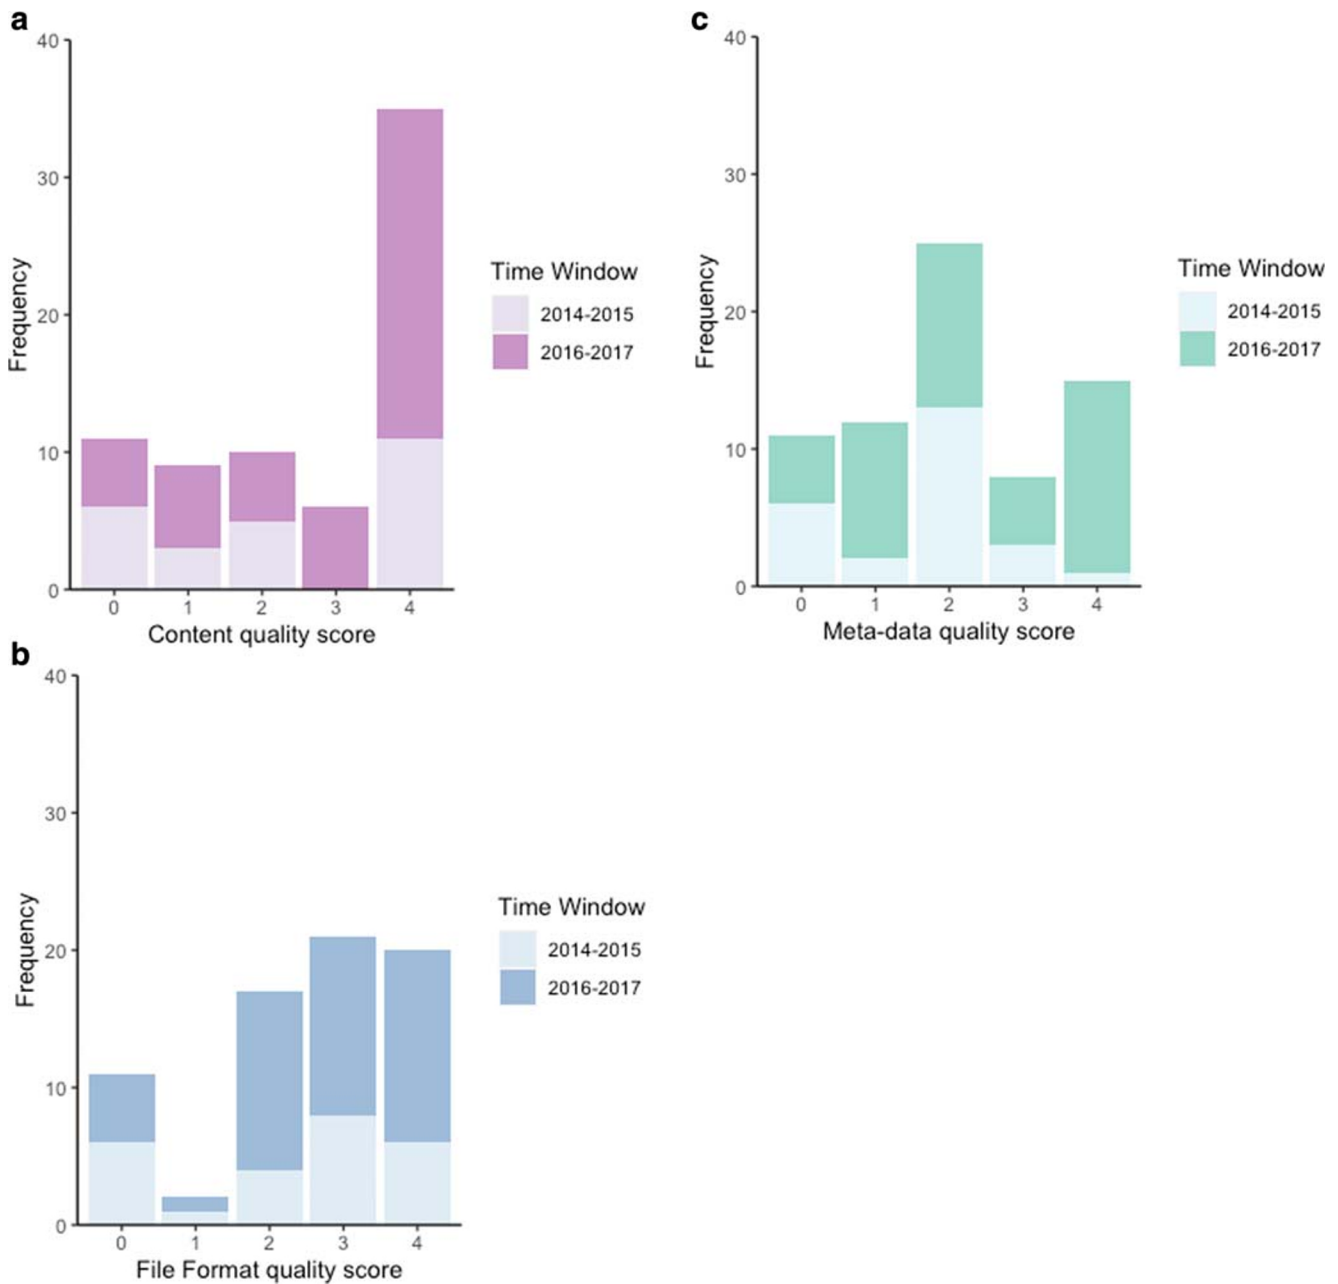 a
40
30
20
10
0
Frequency
0 1 2 3 4
Content quality score
Time Window
2014-2015
2016-2017
c
40
30
20
10
0
Frequency
0 1 2 3 4
Meta-data quality score
Time Window
2014-2015
2016-2017
b
40
30
20
10
0
Frequency
0 1 2 3 4
File Format quality score
Time Window
2014-2015
2016-2017